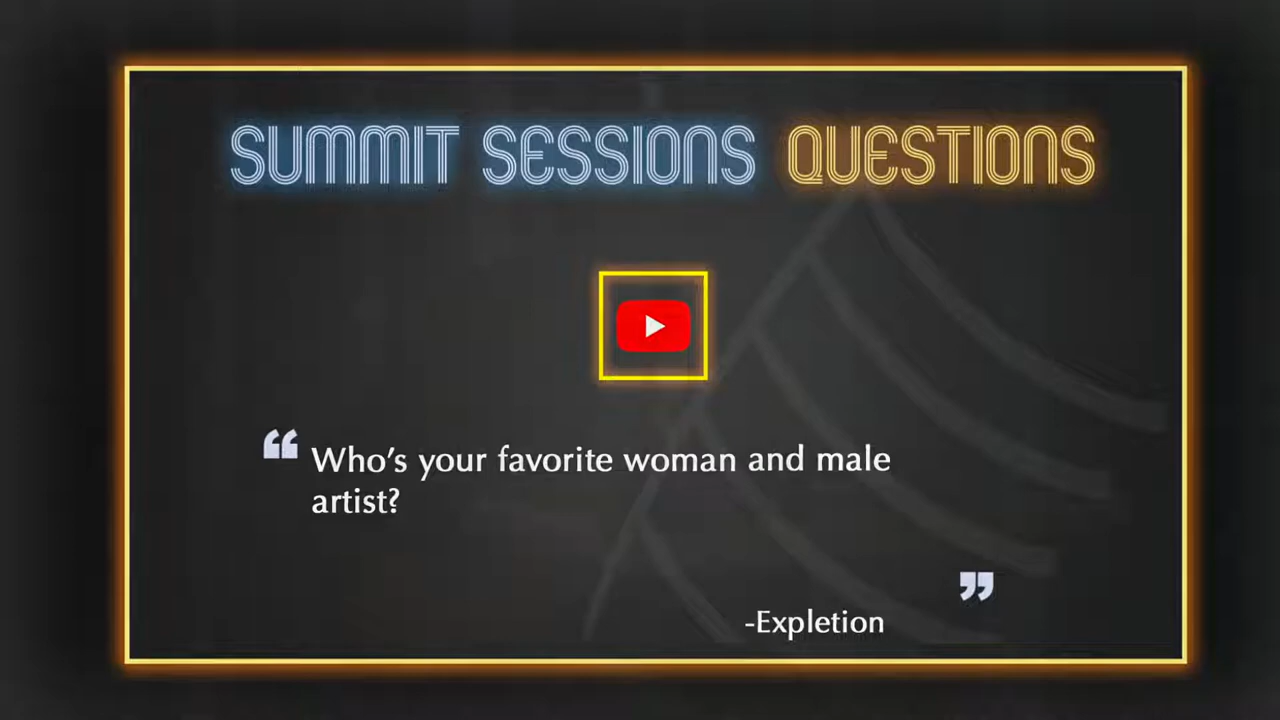 SUMMIT SESSIONS QUESTIONS
“ Who's your favorite woman and male
artist?
”
-Expletion